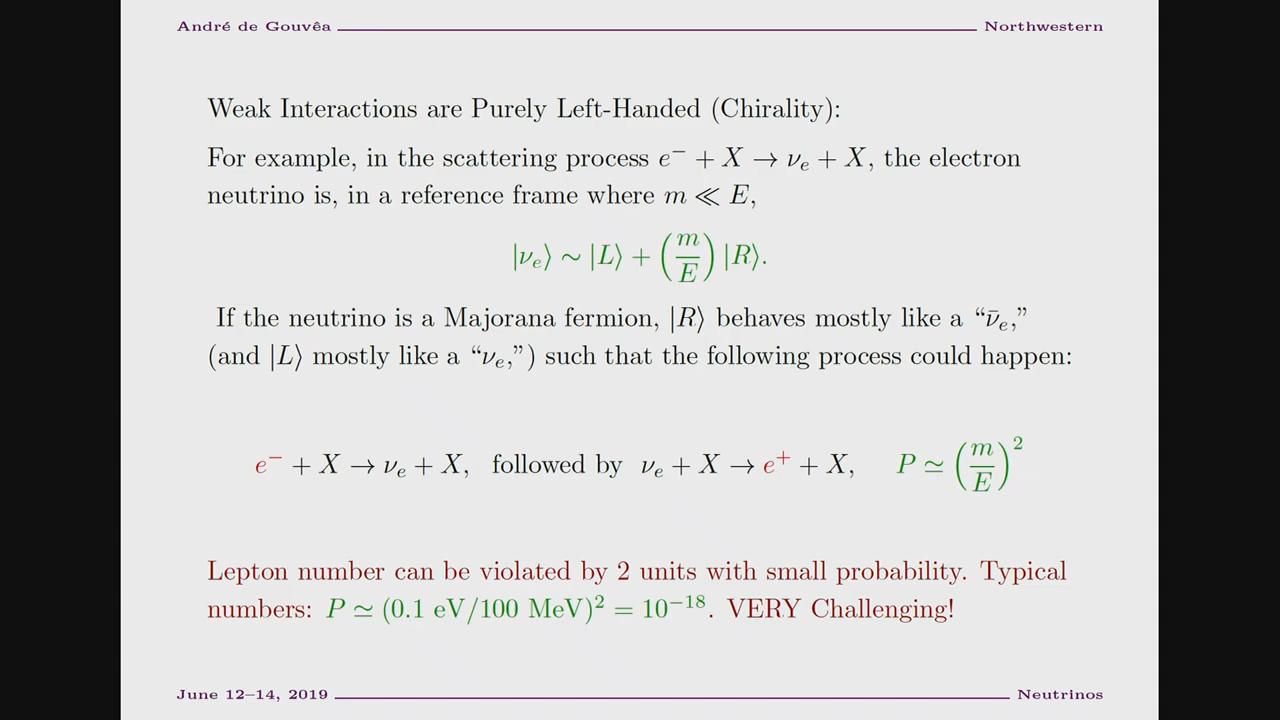 André de Gouvêa Northwestern
Weak Interactions are Purely Left-Handed (Chirality):
For example, in the scattering process e⁻ + X → νₑ + X, the electron
neutrino is, in a reference frame where m ≪ E,
|νₑ⟩ ∼ |L⟩ + (m/E) |R⟩.
If the neutrino is a Majorana fermion, |R⟩ behaves mostly like a “ν̄ₑ,”
(and |L⟩ mostly like a “νₑ,”) such that the following process could happen:
e⁻ + X → νₑ + X, followed by νₑ + X → e⁺ + X, P ≃ (m/E)²
Lepton number can be violated by 2 units with small probability. Typical
numbers: P ≃ (0.1 eV/100 MeV)² = 10⁻¹⁸. VERY Challenging!
June 12–14, 2019 Neutrinos